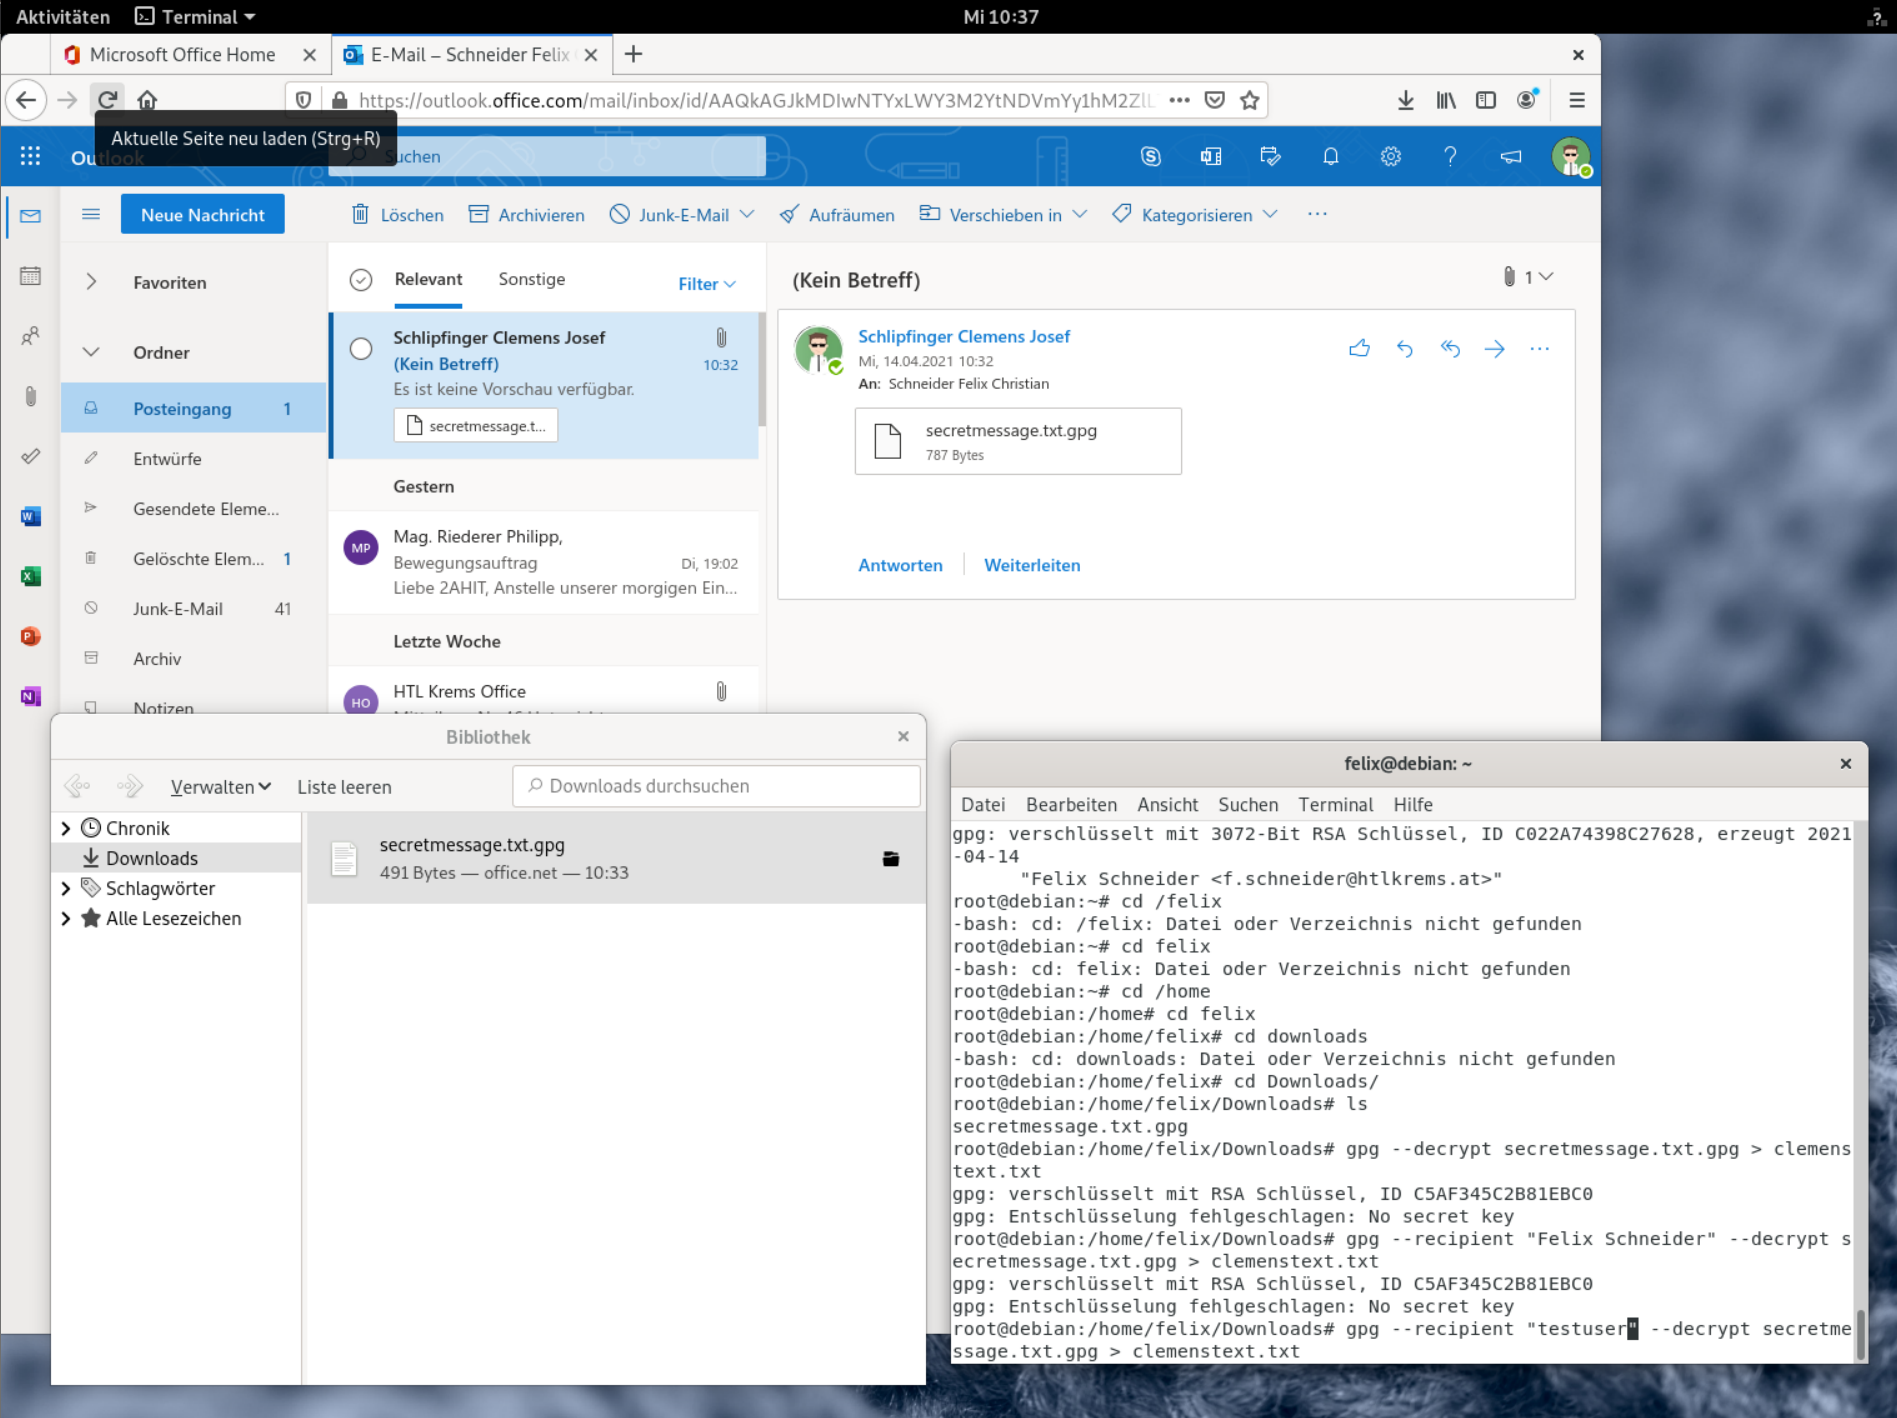 Aktivitäten Terminal Mi 10:37
Microsoft Office Home E-Mail – Schneider Felix
https://outlook.office.com/mail/inbox/id/AAQkAGJkMDIwNTYxLWY3M2YtNDVmYy1hM2ZlL
Aktuelle Seite neu laden (Strg+R)
Outlook Suchen
Neue Nachricht Löschen Archivieren Junk-E-Mail Aufräumen Verschieben in Kategorisieren
Favoriten
Ordner
Posteingang 1
Entwürfe
Gesendete Eleme...
Gelöschte Elem... 1
Junk-E-Mail 41
Archiv
Notizen
Relevant Sonstige Filter
Schlipfinger Clemens Josef
(Kein Betreff) 10:32
Es ist keine Vorschau verfügbar.
secretmessage.t...
Gestern
MP
Mag. Riederer Philipp,
Bewegungsauftrag Di, 19:02
Liebe 2AHIT, Anstelle unserer morgigen Ein...
Letzte Woche
HO
HTL Krems Office
(Kein Betreff) 1
Schlipfinger Clemens Josef
Mi, 14.04.2021 10:32
An: Schneider Felix Christian
secretmessage.txt.gpg
787 Bytes
Antworten Weiterleiten
Bibliothek
Verwalten Liste leeren Downloads durchsuchen
Chronik
Downloads
Schlagwörter
Alle Lesezeichen
secretmessage.txt.gpg
491 Bytes — office.net — 10:33
felix@debian: ~
Datei Bearbeiten Ansicht Suchen Terminal Hilfe
gpg: verschlüsselt mit 3072-Bit RSA Schlüssel, ID C022A74398C27628, erzeugt 2021
-04-14
"Felix Schneider <f.schneider@htlkrems.at>"
root@debian:~# cd /felix
-bash: cd: /felix: Datei oder Verzeichnis nicht gefunden
root@debian:~# cd felix
-bash: cd: felix: Datei oder Verzeichnis nicht gefunden
root@debian:~# cd /home
root@debian:/home# cd felix
root@debian:/home/felix# cd downloads
-bash: cd: downloads: Datei oder Verzeichnis nicht gefunden
root@debian:/home/felix# cd Downloads/
root@debian:/home/felix/Downloads# ls
secretmessage.txt.gpg
root@debian:/home/felix/Downloads# gpg --decrypt secretmessage.txt.gpg > clemens
text.txt
gpg: verschlüsselt mit RSA Schlüssel, ID C5AF345C2B81EBC0
gpg: Entschlüsselung fehlgeschlagen: No secret key
root@debian:/home/felix/Downloads# gpg --recipient "Felix Schneider" --decrypt s
ecretmessage.txt.gpg > clemenstext.txt
gpg: verschlüsselt mit RSA Schlüssel, ID C5AF345C2B81EBC0
gpg: Entschlüsselung fehlgeschlagen: No secret key
root@debian:/home/felix/Downloads# gpg --recipient "testuser" --decrypt secretme
ssage.txt.gpg > clemenstext.txt